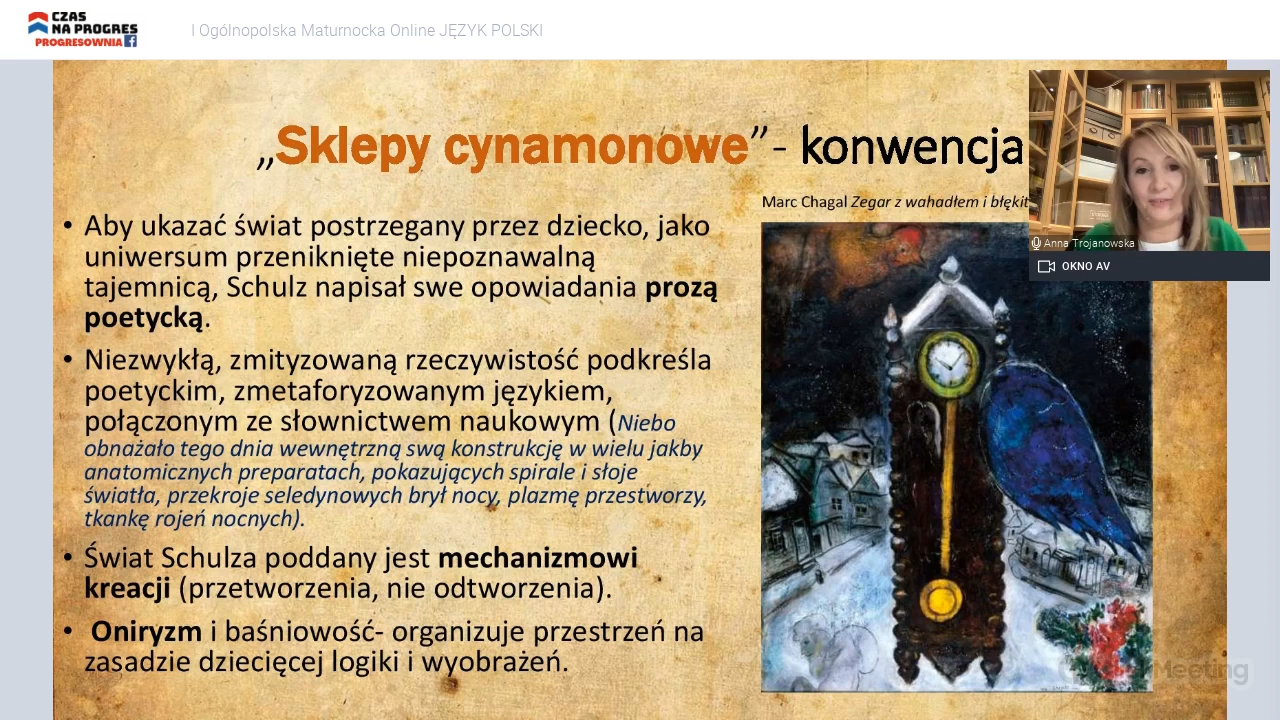 CZAS
NA PROGRES
PROGRESOWNIA
I Ogólnopolska Maturnocka Online JĘZYK POLSKI
„Sklepy cynamonowe”- konwencja
Marc Chagal Zegar z wahadłem i błękit
Anna Trojanowska
OKNO AV
• Aby ukazać świat postrzegany przez dziecko, jako
uniwersum przeniknięte niepoznawalną
tajemnicą, Schulz napisał swe opowiadania prozą
poetycką.
• Niezwykłą, zmityzowaną rzeczywistość podkreśla
poetyckim, zmetaforyzowanym językiem,
połączonym ze słownictwem naukowym (Niebo
obnażało tego dnia wewnętrzną swą konstrukcję w wielu jakby
anatomicznych preparatach, pokazujących spirale i słoje
światła, przekroje seledynowych brył nocy, plazmę przestworzy,
tkankę rojeń nocnych).
• Świat Schulza poddany jest mechanizmowi
kreacji (przetworzenia, nie odtworzenia).
• Oniryzm i baśniowość- organizuje przestrzeń na
zasadzie dziecięcej logiki i wyobrażeń.
Meeting